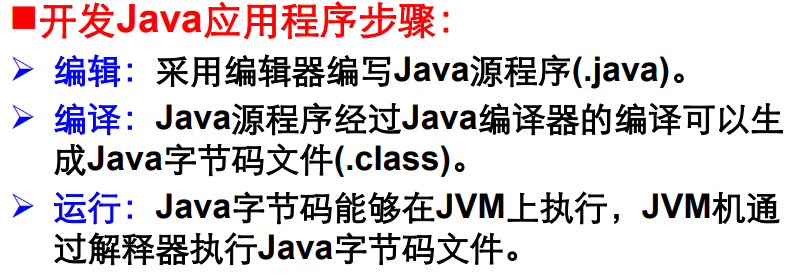 ■开发Java应用程序步骤：
➢ 编辑：采用编辑器编写Java源程序(.java)。
➢ 编译：Java源程序经过Java编译器的编译可以生
成Java字节码文件(.class)。
➢ 运行：Java字节码能够在JVM上执行，JVM机通
过解释器执行Java字节码文件。